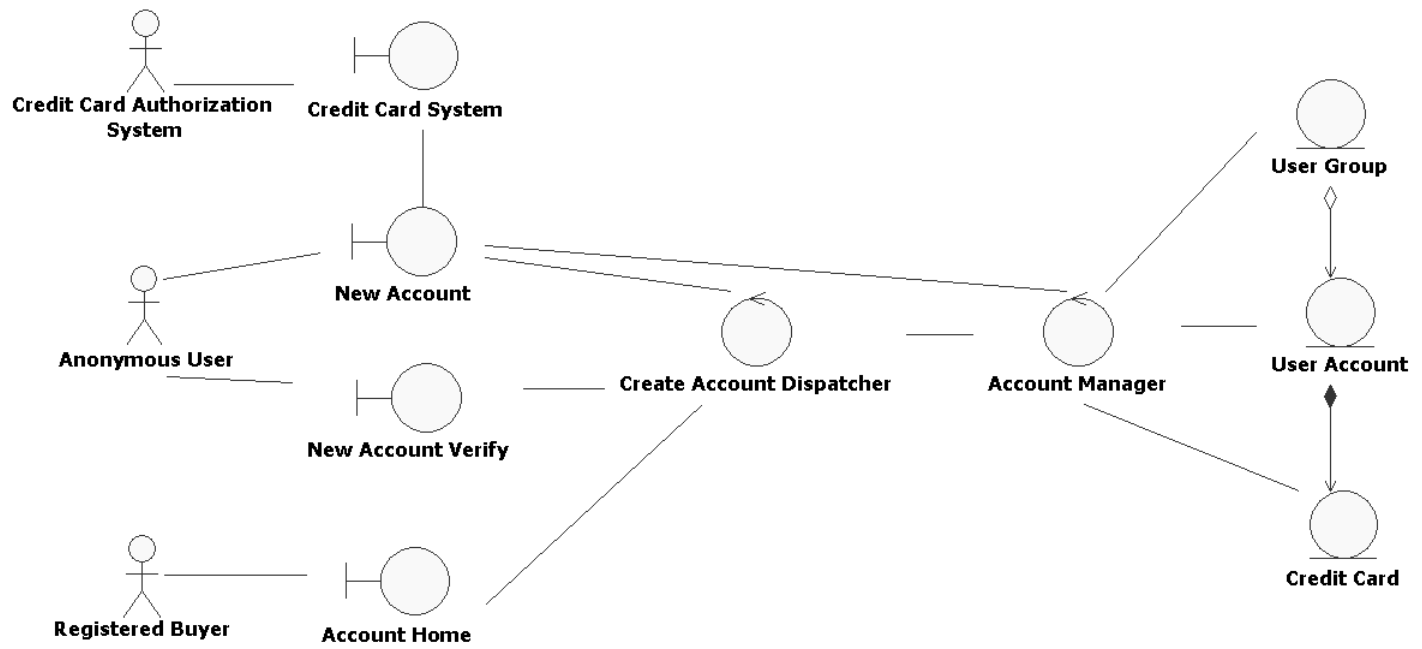 Credit Card Authorization
System
Credit Card System
User Group
New Account
Anonymous User
Create Account Dispatcher
Account Manager
User Account
New Account Verify
Credit Card
Registered Buyer
Account Home